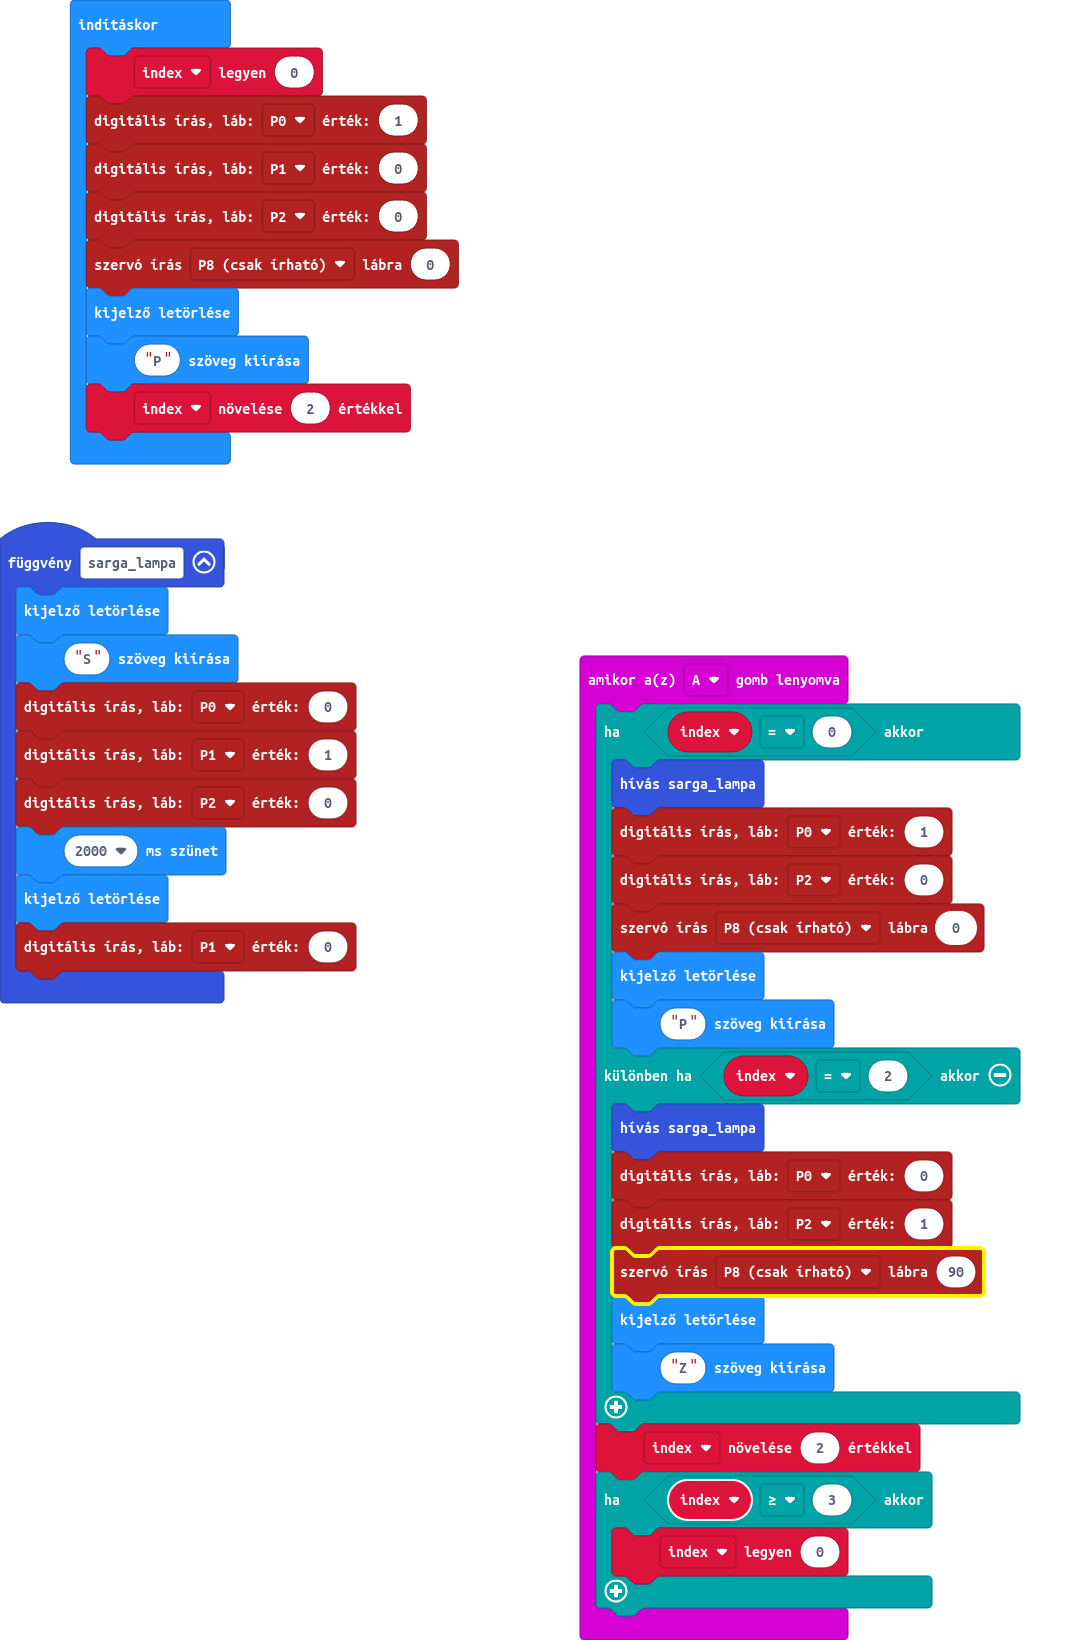 indításkor
index legyen 0
digitális írás, láb: P0 érték: 1
digitális írás, láb: P1 érték: 0
digitális írás, láb: P2 érték: 0
szervó írás P8 (csak írható) lábra 0
kijelző letörlése
"P" szöveg kiírása
index növelése 2 értékkel
függvény sarga_lampa
kijelző letörlése
"S" szöveg kiírása
digitális írás, láb: P0 érték: 0
digitális írás, láb: P1 érték: 1
digitális írás, láb: P2 érték: 0
2000 ms szünet
kijelző letörlése
digitális írás, láb: P1 érték: 0
amikor a(z) A gomb lenyomva
ha index = 0 akkor
hívás sarga_lampa
digitális írás, láb: P0 érték: 1
digitális írás, láb: P2 érték: 0
szervó írás P8 (csak írható) lábra 0
kijelző letörlése
"P" szöveg kiírása
különben ha index = 2 akkor
hívás sarga_lampa
digitális írás, láb: P0 érték: 0
digitális írás, láb: P2 érték: 1
szervó írás P8 (csak írható) lábra 90
kijelző letörlése
"Z" szöveg kiírása
index növelése 2 értékkel
ha index ≥ 3 akkor
index legyen 0